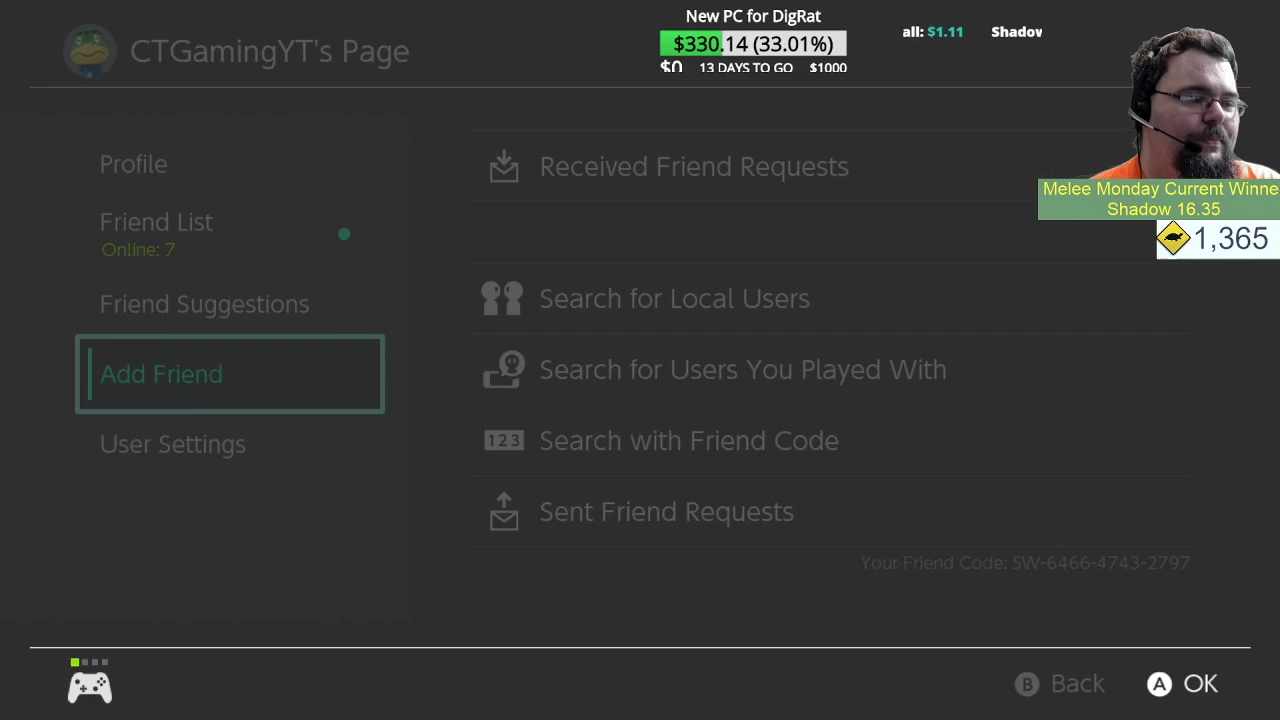 CTGamingYT's Page
New PC for DigRat
$330.14 (33.01%)
$0 13 DAYS TO GO $1000
all: $1.11 Shadov
Profile
Friend List
Online: 7
Friend Suggestions
Add Friend
User Settings
Received Friend Requests
Search for Local Users
Search for Users You Played With
123 Search with Friend Code
Sent Friend Requests
Your Friend Code: SW-6466-4743-2797
Melee Monday Current Winne
Shadow 16.35
1,365
B Back
A OK